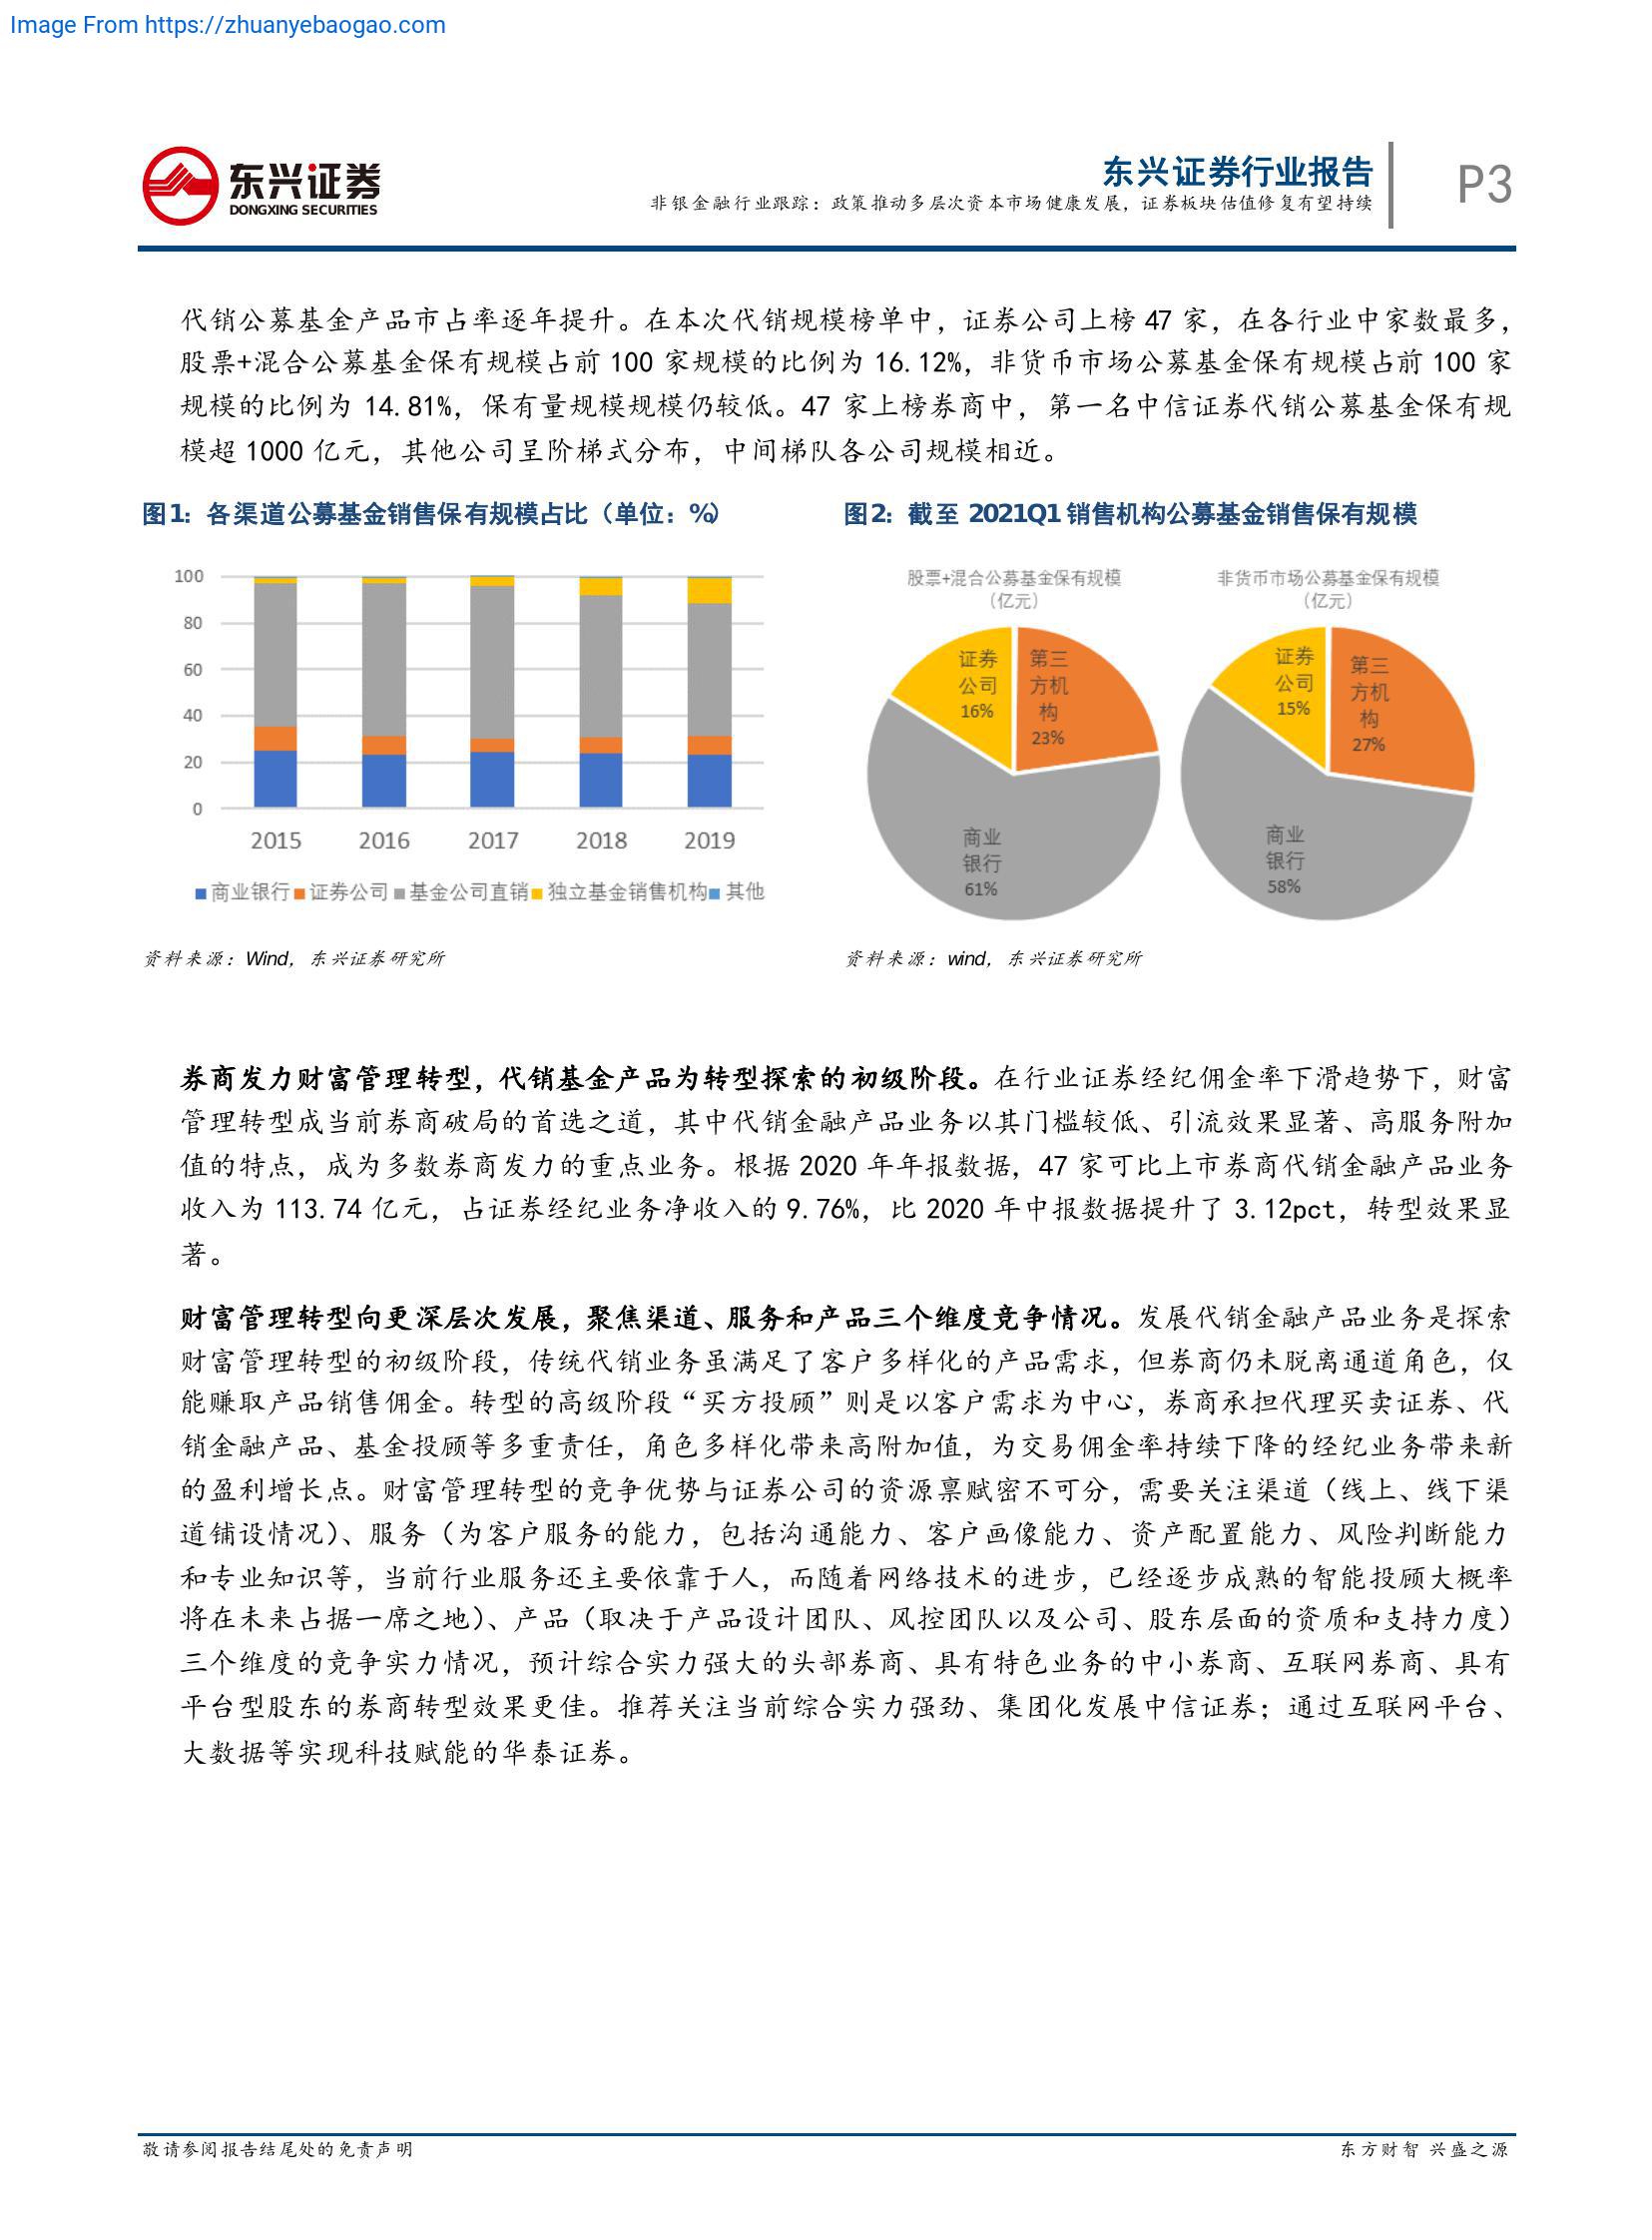 Image From https://zhuanyebaogao.com
东兴证券
DONGXING SECURITIES
东兴证券行业报告
非银金融行业跟踪：政策推动多层次资本市场健康发展，证券板块估值修复有望持续
P3
代销公募基金产品市占率逐年提升。在本次代销规模榜单中，证券公司上榜 47 家，在各行业中家数最多，
股票+混合公募基金保有规模占前 100 家规模的比例为 16.12%，非货币市场公募基金保有规模占前 100 家
规模的比例为 14.81%，保有量规模规模仍较低。47 家上榜券商中，第一名中信证券代销公募基金保有规
模超 1000 亿元，其他公司呈阶梯式分布，中间梯队各公司规模相近。
图1：各渠道公募基金销售保有规模占比（单位：%）
100
80
60
40
20
0
2015 2016 2017 2018 2019
商业银行 证券公司 基金公司直销 独立基金销售机构 其他
资料来源：Wind，东兴证券研究所
图2：截至 2021Q1 销售机构公募基金销售保有规模
股票+混合公募基金保有规模
（亿元）
证券
公司
16%
第三
方机
构
23%
商业
银行
61%
非货币市场公募基金保有规模
（亿元）
证券
公司
15%
第三
方机
构
27%
商业
银行
58%
资料来源：wind，东兴证券研究所
券商发力财富管理转型，代销基金产品为转型探索的初级阶段。在行业证券经纪佣金率下滑趋势下，财富
管理转型成当前券商破局的首选之道，其中代销金融产品业务以其门槛较低、引流效果显著、高服务附加
值的特点，成为多数券商发力的重点业务。根据 2020 年年报数据，47 家可比上市券商代销金融产品业务
收入为 113.74 亿元，占证券经纪业务净收入的 9.76%，比 2020 年中报数据提升了 3.12pct，转型效果显
著。
财富管理转型向更深层次发展，聚焦渠道、服务和产品三个维度竞争情况。发展代销金融产品业务是探索
财富管理转型的初级阶段，传统代销业务虽满足了客户多样化的产品需求，但券商仍未脱离通道角色，仅
能赚取产品销售佣金。转型的高级阶段“买方投顾”则是以客户需求为中心，券商承担代理买卖证券、代
销金融产品、基金投顾等多重责任，角色多样化带来高附加值，为交易佣金率持续下降的经纪业务带来新
的盈利增长点。财富管理转型的竞争优势与证券公司的资源禀赋密不可分，需要关注渠道（线上、线下渠
道铺设情况）、服务（为客户服务的能力，包括沟通能力、客户画像能力、资产配置能力、风险判断能力
和专业知识等，当前行业服务还主要依靠于人，而随着网络技术的进步，已经逐步成熟的智能投顾大概率
将在未来占据一席之地）、产品（取决于产品设计团队、风控团队以及公司、股东层面的资质和支持力度）
三个维度的竞争实力情况，预计综合实力强大的头部券商、具有特色业务的中小券商、互联网券商、具有
平台型股东的券商转型效果更佳。推荐关注当前综合实力强劲、集团化发展中信证券；通过互联网平台、
大数据等实现科技赋能的华泰证券。
敬请参阅报告结尾处的免责声明
东方财智 兴盛之源